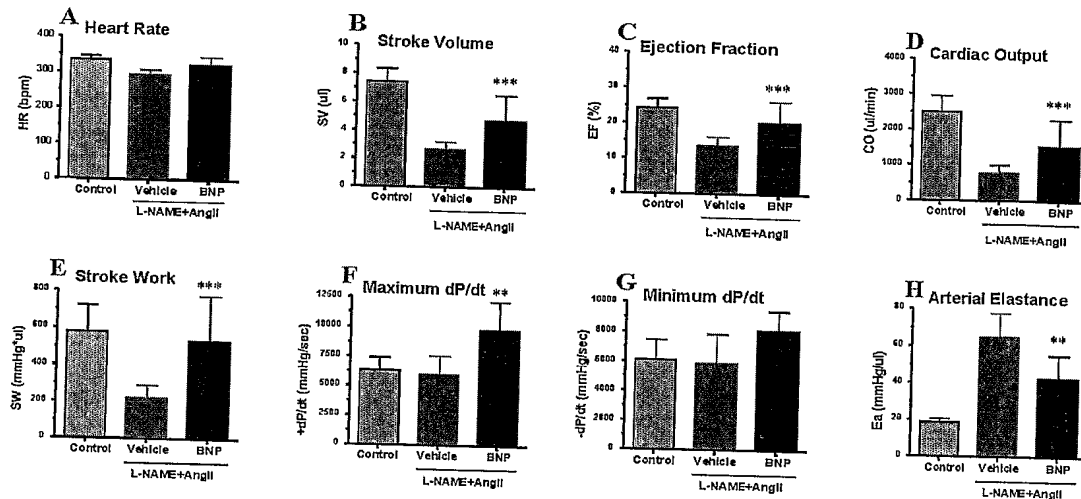 A Heart Rate
HR (bpm)
400
300
200
100
0
Control Vehicle BNP
L-NAME+AngII
B Stroke Volume
SV (ul)
10
8
6
4
2
0
***
Control Vehicle BNP
L-NAME+AngII
C Ejection Fraction
EF (%)
40
30
20
10
0
***
Control Vehicle BNP
L-NAME+AngII
D Cardiac Output
CO (ul/min)
4000
3000
2000
1000
0
***
Control Vehicle BNP
L-NAME+AngII
E Stroke Work
SW (mmHg*ul)
800
600
400
200
0
***
Control Vehicle BNP
L-NAME+AngII
F Maximum dP/dt
+dP/dt (mmHg/sec)
12500
10000
7500
5000
2500
0
**
Control Vehicle BNP
L-NAME+AngII
G Minimum dP/dt
-dP/dt (mmHg/sec)
10000
8000
6000
4000
2000
0
Control Vehicle BNP
L-NAME+AngII
H Arterial Elastance
Ea (mmHg/ul)
80
60
40
20
0
**
Control Vehicle BNP
L-NAME+AngII